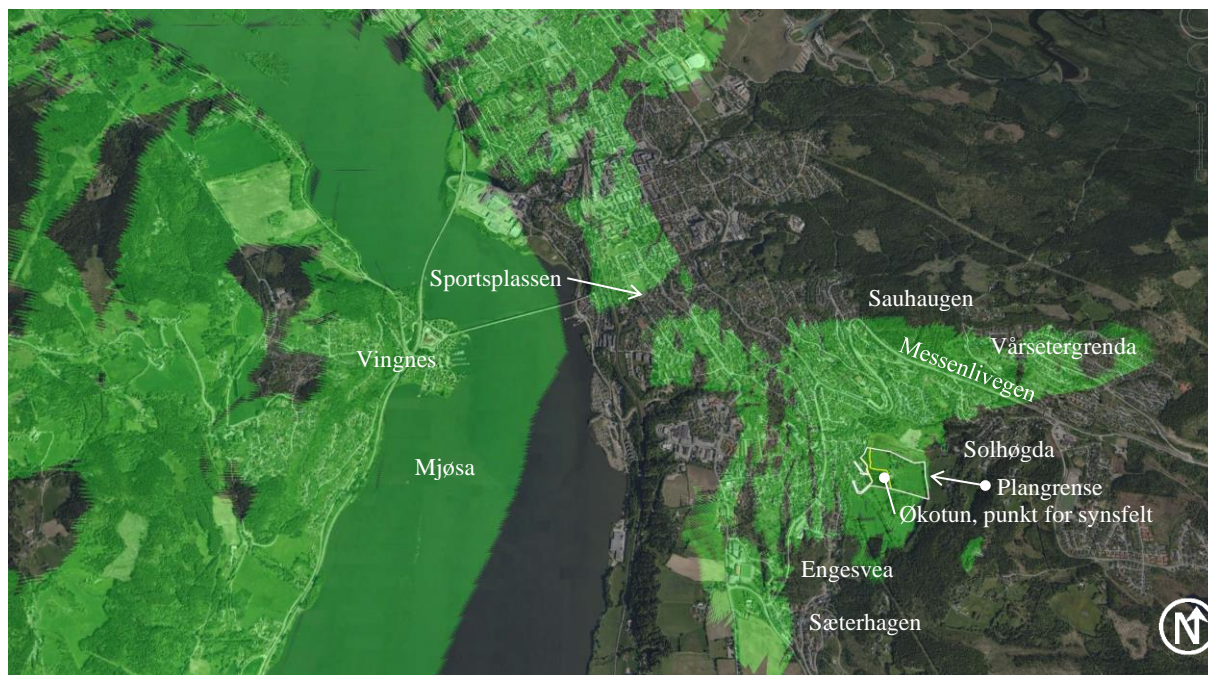 Sportsplassen
Sauhaugen
Vårsetergrenda
Messenlivegen
Vingnes
Solhøgda
Mjøsa
Plangrense
Økotun, punkt for synsfelt
Engesvea
Sæterhagen
N